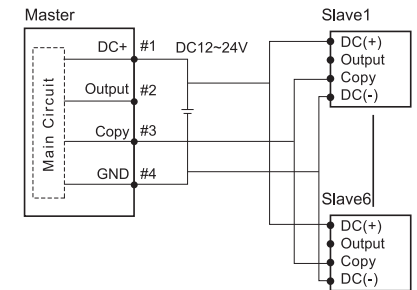 Master
Slave1
DC+ #1 DC12~24V
Output #2
Copy #3
GND #4
Main Circuit
DC(+)
Output
Copy
DC(-)
Slave6
DC(+)
Output
Copy
DC(-)